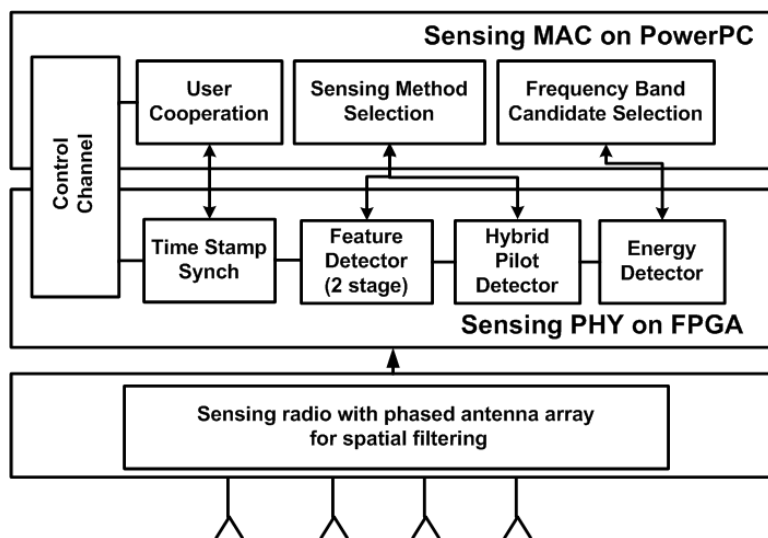 Sensing MAC on PowerPC
Control
Channel
User
Cooperation
Sensing Method
Selection
Frequency Band
Candidate Selection
Time Stamp
Synch
Feature
Detector
(2 stage)
Hybrid
Pilot
Detector
Energy
Detector
Sensing PHY on FPGA
Sensing radio with phased antenna array
for spatial filtering